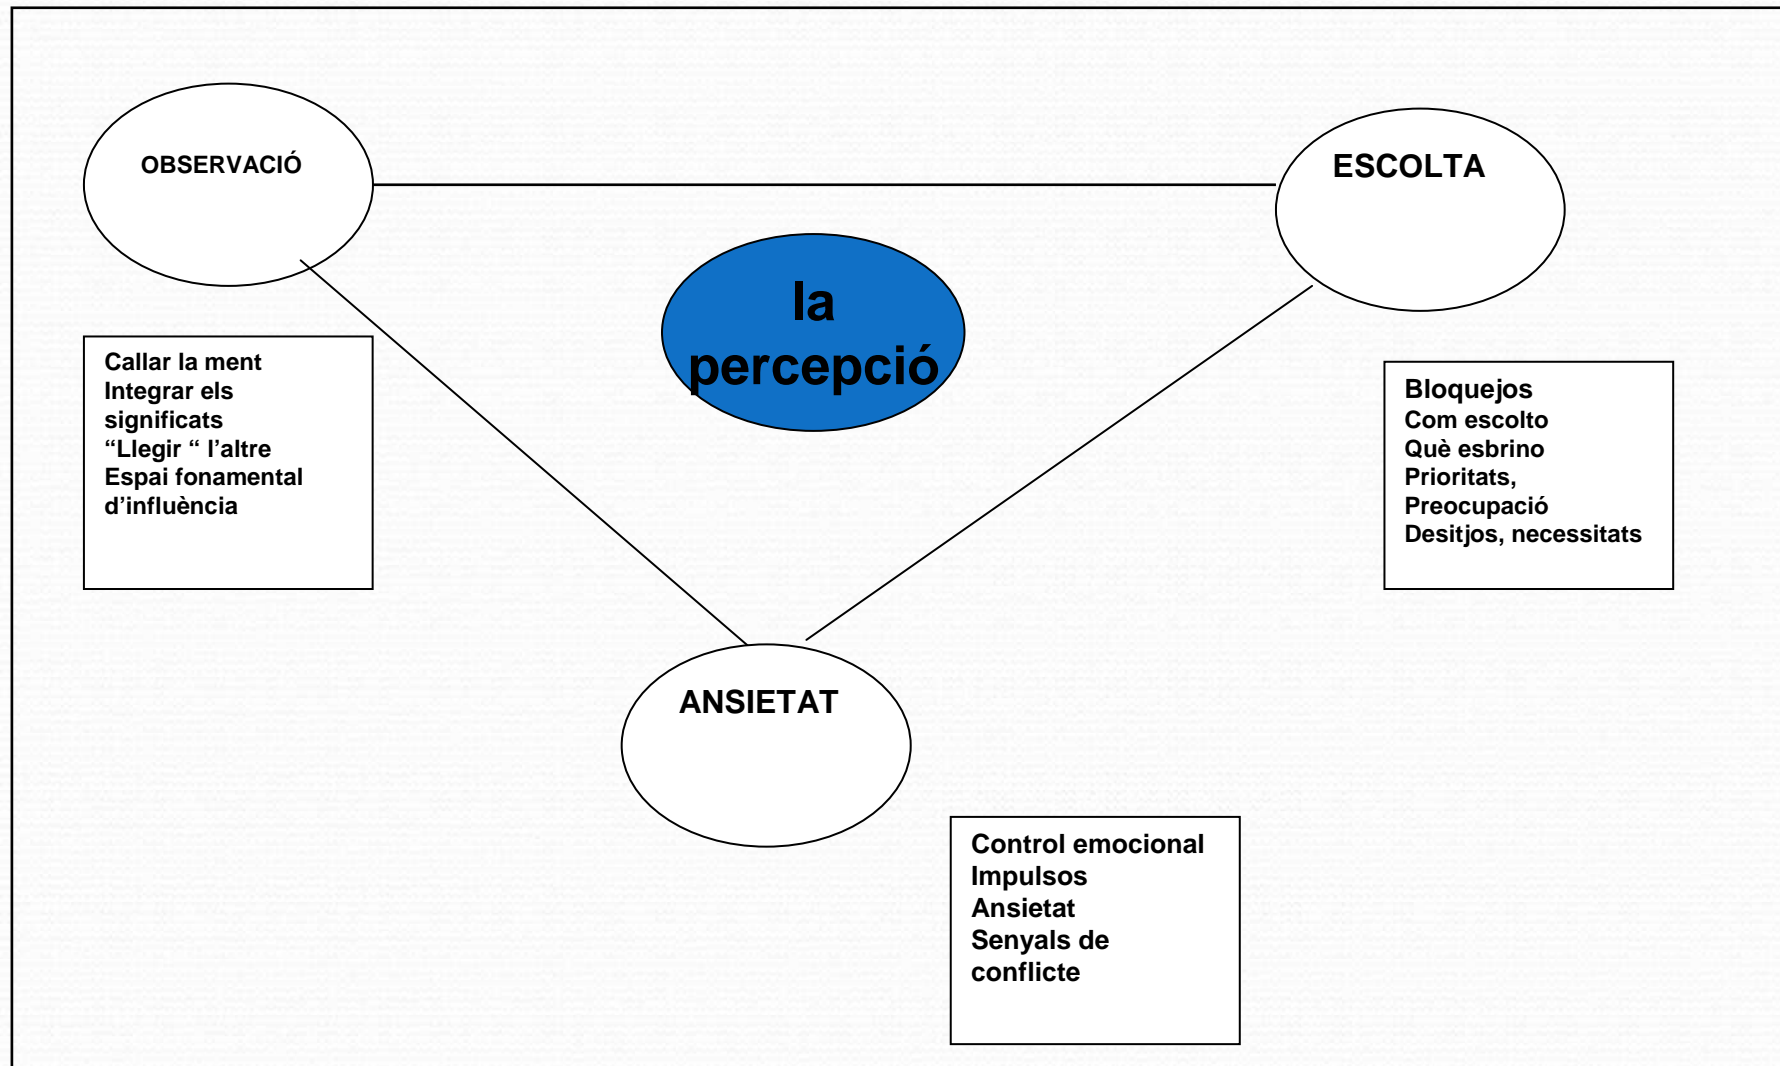 OBSERVACIÓ
ESCOLTA
la
percepció
Callar la ment
Integrar els
significats
“Llegir “ l’altre
Espai fonamental
d’influència
Bloquejos
Com escolto
Què esbrino
Prioritats,
Preocupació
Desitjos, necessitats
ANSIETAT
Control emocional
Impulsos
Ansietat
Senyals de
conflicte